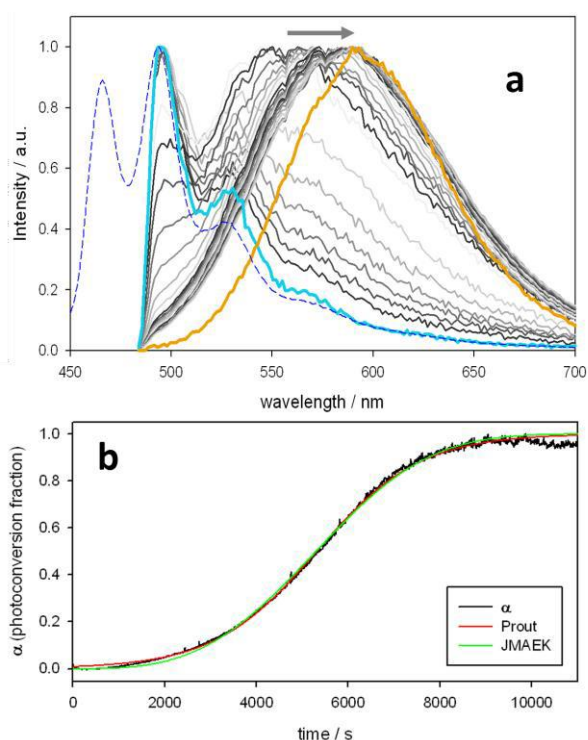 a
Intensity / a.u.
1.0
0.8
0.6
0.4
0.2
0.0
450 500 550 600 650 700
wavelength / nm
b
α (photoconversion fraction)
1.0
0.8
0.6
0.4
0.2
0.0
α
Prout
JMAEK
0 2000 4000 6000 8000 10000
time / s